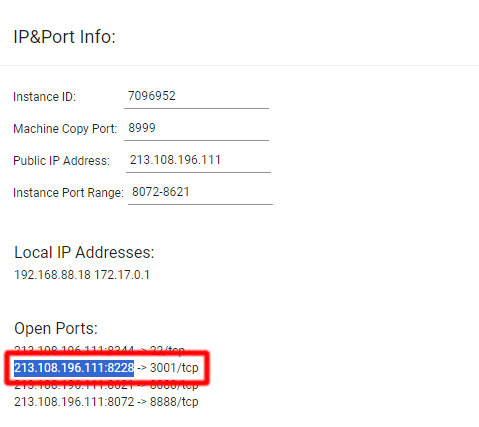 IP&Port Info:
Instance ID: 7096952
Machine Copy Port: 8999
Public IP Address: 213.108.196.111
Instance Port Range: 8072-8621
Local IP Addresses:
192.168.88.18 172.17.0.1
Open Ports:
213.108.196.111:8344 -> 22/tcp
213.108.196.111:8228 -> 3001/tcp
213.108.196.111:8621 -> 8080/tcp
213.108.196.111:8072 -> 8888/tcp